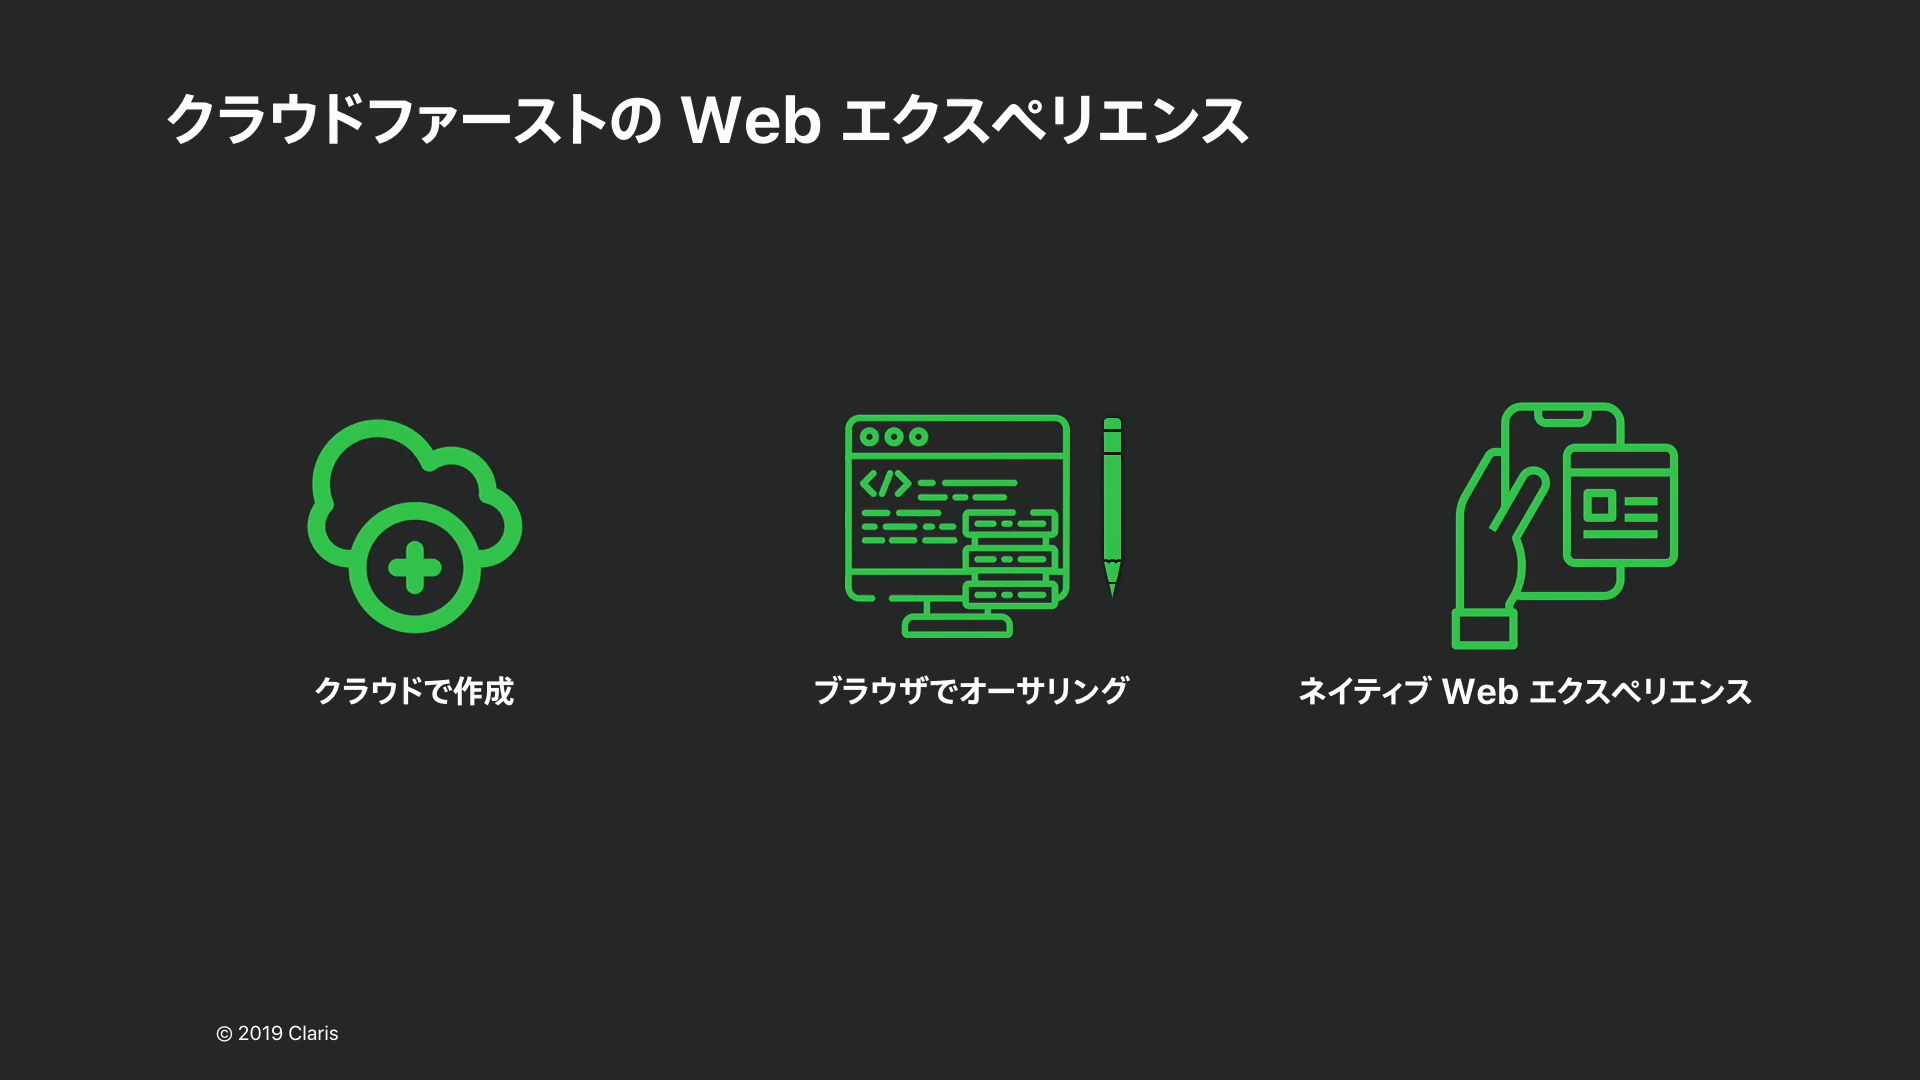 クラウドファーストの Web エクスペリエンス
クラウドで作成
ブラウザでオーサリング
ネイティブ Web エクスペリエンス
© 2019 Claris